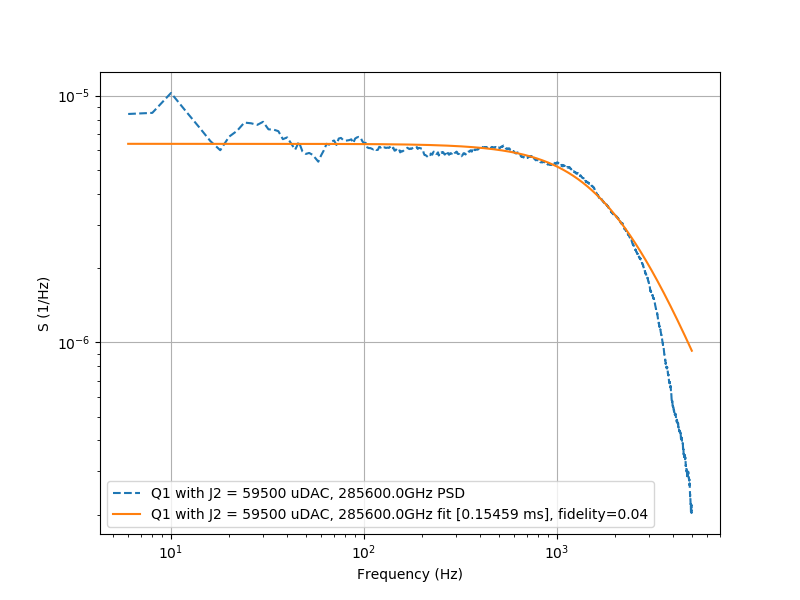 10⁻⁵
10⁻⁶
S (1/Hz)
Q1 with J2 = 59500 uDAC, 285600.0GHz PSD
Q1 with J2 = 59500 uDAC, 285600.0GHz fit [0.15459 ms], fidelity=0.04
10¹ 10² 10³
Frequency (Hz)